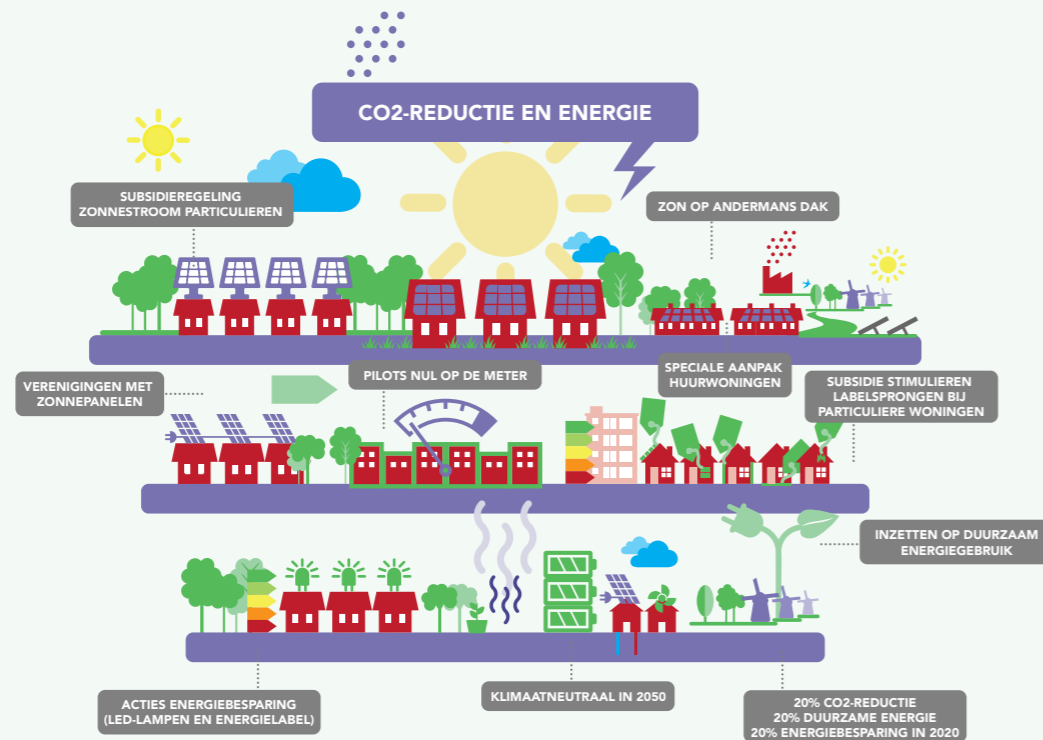 CO2-REDUCTIE EN ENERGIE
SUBSIDIEREGELING
ZONNESTROOM PARTICULIEREN
ZON OP ANDERMANS DAK
VERENIGINGEN MET
ZONNEPANELEN
PILOTS NUL OP DE METER
SPECIALE AANPAK
HUURWONINGEN
SUBSIDIE STIMULIEREN
LABELSPRONGEN BIJ
PARTICULIERE WONINGEN
INZETTEN OP DUURZAAM
ENERGIEGEBRUIK
ACTIES ENERGIEBESPARING
(LED-LAMPEN EN ENERGIELABEL)
KLIMAATNEUTRAAL IN 2050
20% CO2-REDUCTIE
20% DUURZAME ENERGIE
20% ENERGIEBESPARING IN 2020